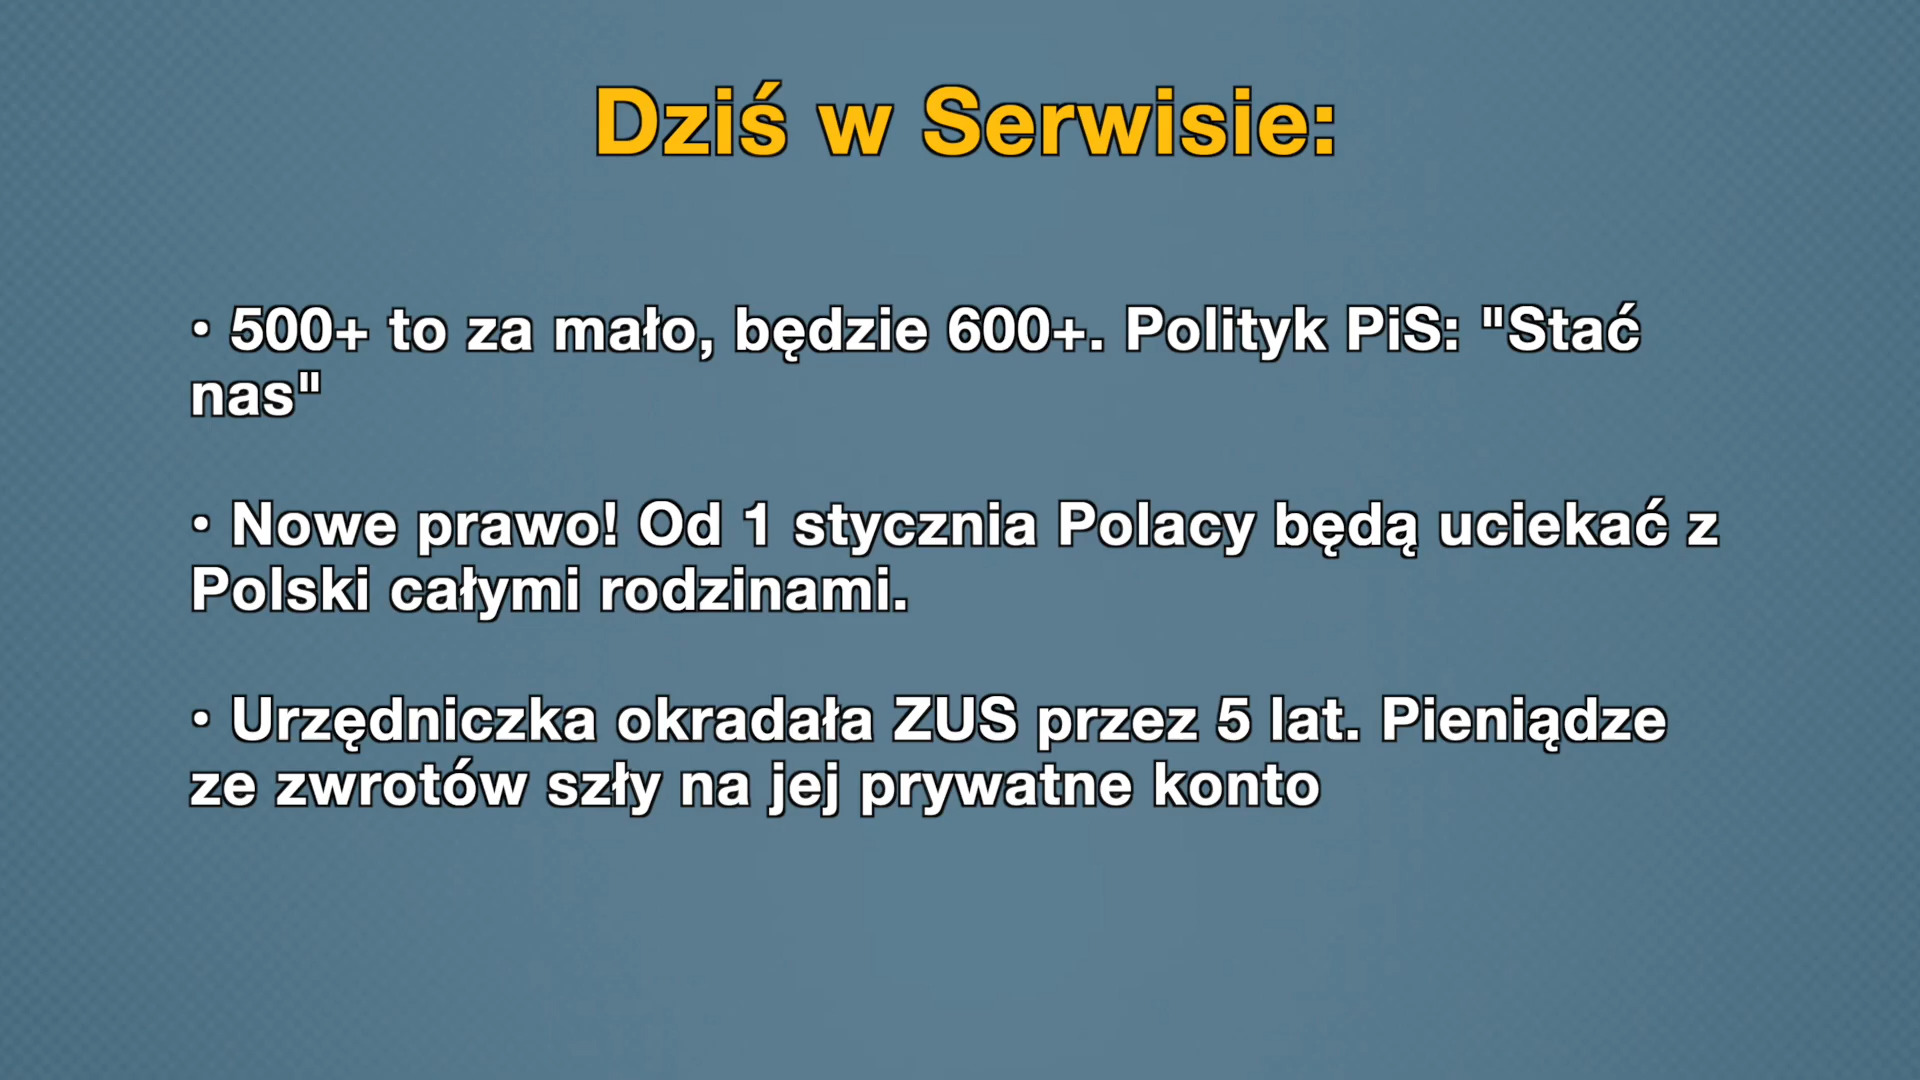 Dziś w Serwisie:
• 500+ to za mało, będzie 600+. Polityk PiS: "Stać
nas"
• Nowe prawo! Od 1 stycznia Polacy będą uciekać z
Polski całymi rodzinami.
• Urzędniczka okradała ZUS przez 5 lat. Pieniądze
ze zwrotów szły na jej prywatne konto